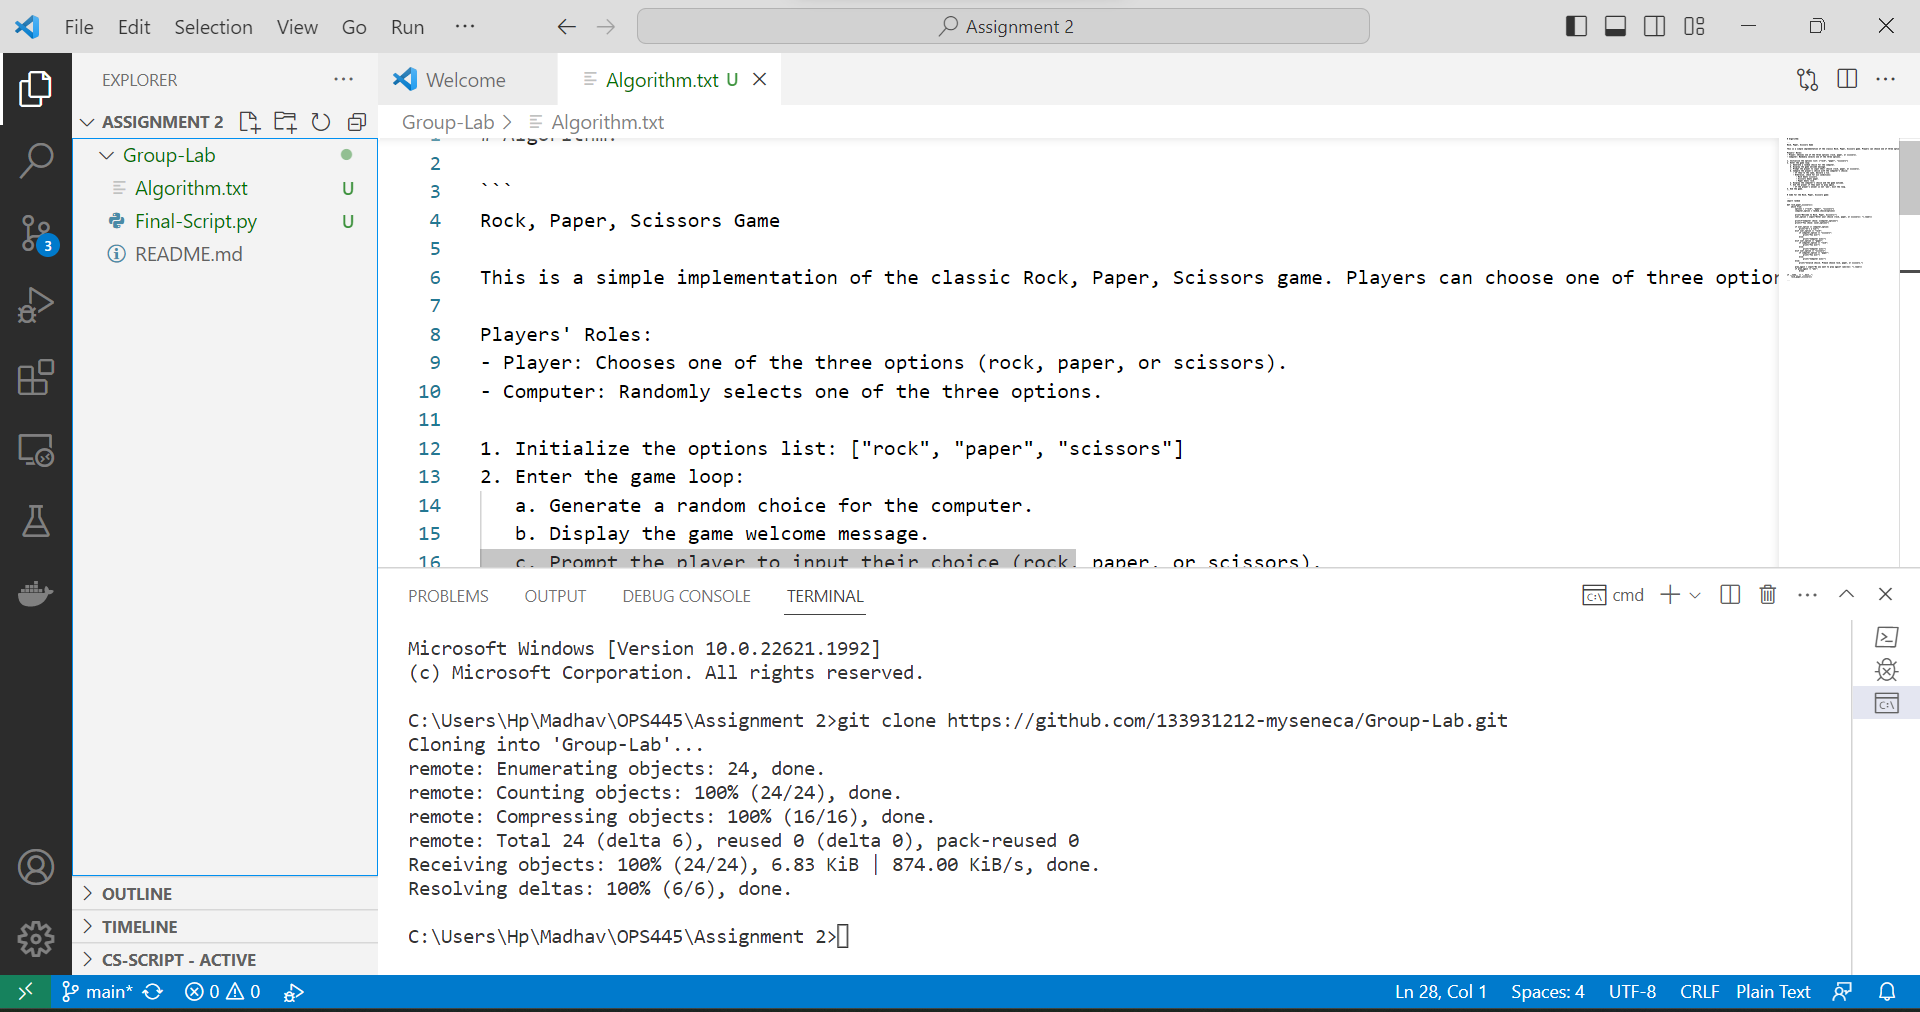 File Edit Selection View Go Run ··· Assignment 2
EXPLORER ···
ASSIGNMENT 2
Group-Lab
Algorithm.txt U
Final-Script.py U
README.md
3
OUTLINE
TIMELINE
CS-SCRIPT - ACTIVE
Welcome Algorithm.txt U
Group-Lab > Algorithm.txt
1 # Algorithm:
2
3 ```
4 Rock, Paper, Scissors Game
5
6 This is a simple implementation of the classic Rock, Paper, Scissors game. Players can choose one of three option
7
8 Players' Roles:
9 - Player: Chooses one of the three options (rock, paper, or scissors).
10 - Computer: Randomly selects one of the three options.
11
12 1. Initialize the options list: ["rock", "paper", "scissors"]
13 2. Enter the game loop:
14 a. Generate a random choice for the computer.
15 b. Display the game welcome message.
16 c. Prompt the player to input their choice (rock, paper, or scissors).
PROBLEMS OUTPUT DEBUG CONSOLE TERMINAL cmd
Microsoft Windows [Version 10.0.22621.1992]
(c) Microsoft Corporation. All rights reserved.
C:\Users\Hp\Madhav\OPS445\Assignment 2>git clone https://github.com/133931212-myseneca/Group-Lab.git
Cloning into 'Group-Lab'...
remote: Enumerating objects: 24, done.
remote: Counting objects: 100% (24/24), done.
remote: Compressing objects: 100% (16/16), done.
remote: Total 24 (delta 6), reused 0 (delta 0), pack-reused 0
Receiving objects: 100% (24/24), 6.83 KiB | 874.00 KiB/s, done.
Resolving deltas: 100% (6/6), done.
C:\Users\Hp\Madhav\OPS445\Assignment 2>
main* 0 0 Ln 28, Col 1 Spaces: 4 UTF-8 CRLF Plain Text